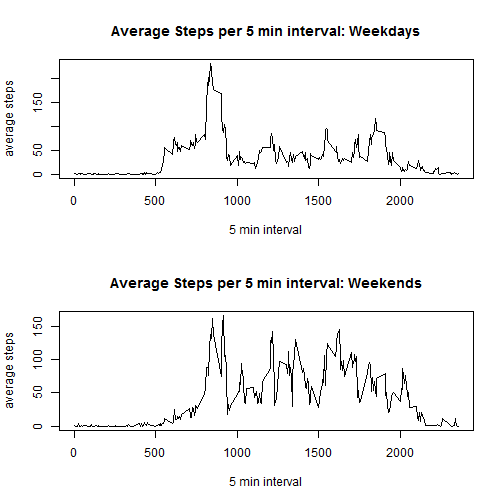 Average Steps per 5 min interval: Weekdays
average steps
0 50 150
0 500 1000 1500 2000
5 min interval
Average Steps per 5 min interval: Weekends
average steps
0 50 100 150
0 500 1000 1500 2000
5 min interval